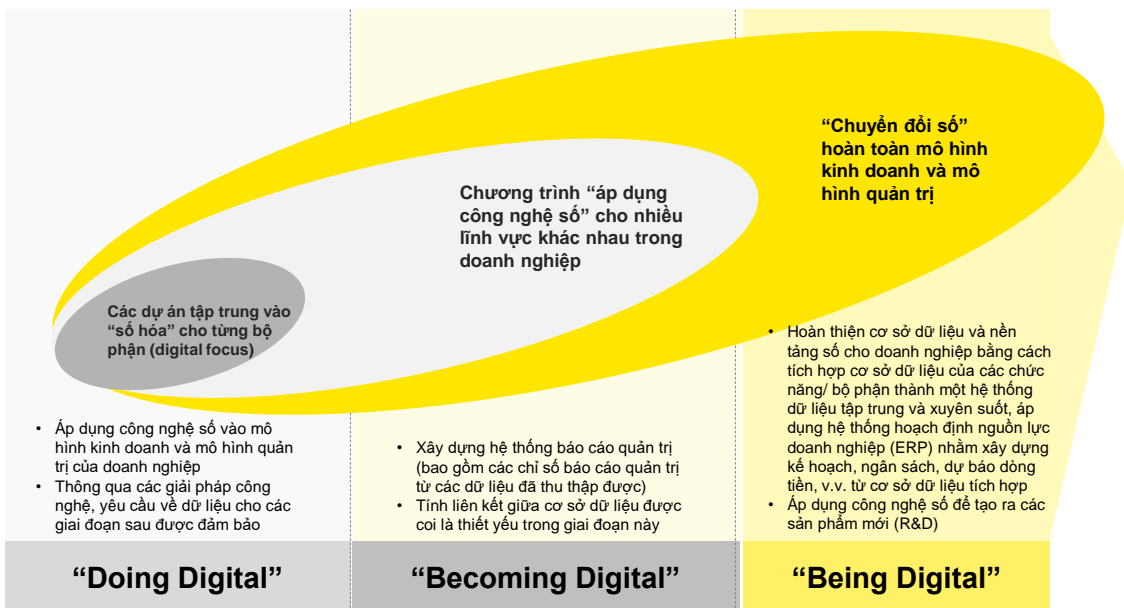 “Chuyển đổi số”
hoàn toàn mô hình
kinh doanh và mô
hình quản trị
Chương trình “áp dụng
công nghệ số” cho nhiều
lĩnh vực khác nhau trong
doanh nghiệp
Các dự án tập trung vào
“số hóa” cho từng bộ
phận (digital focus)
• Áp dụng công nghệ số vào mô
hình kinh doanh và mô hình quản
trị của doanh nghiệp
• Thông qua các giải pháp công
nghệ, yêu cầu về dữ liệu cho các
giai đoạn sau được đảm bảo
• Xây dựng hệ thống báo cáo quản trị
(bao gồm các chỉ số báo cáo quản trị
từ các dữ liệu đã thu thập được)
• Tính liên kết giữa cơ sở dữ liệu được
coi là thiết yếu trong giai đoạn này
• Hoàn thiện cơ sở dữ liệu và nền
tảng số cho doanh nghiệp bằng cách
tích hợp cơ sở dữ liệu của các chức
năng/ bộ phận thành một hệ thống
dữ liệu tập trung và xuyên suốt, áp
dụng hệ thống hoạch định nguồn lực
doanh nghiệp (ERP) nhằm xây dựng
kế hoạch, ngân sách, dự báo dòng
tiền, v.v. từ cơ sở dữ liệu tích hợp
• Áp dụng công nghệ số để tạo ra các
sản phẩm mới (R&D)
“Doing Digital”
“Becoming Digital”
“Being Digital”